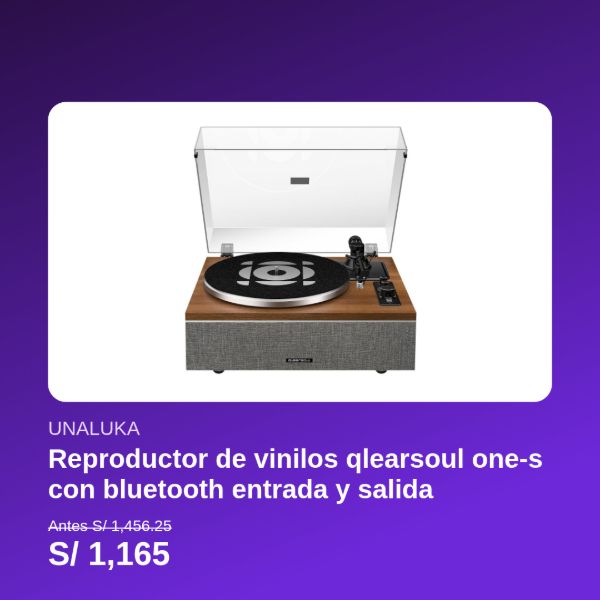 UNALUKA
Reproductor de vinilos qlearsoul one-s
con bluetooth entrada y salida
Antes S/ 1,456.25
S/ 1,165